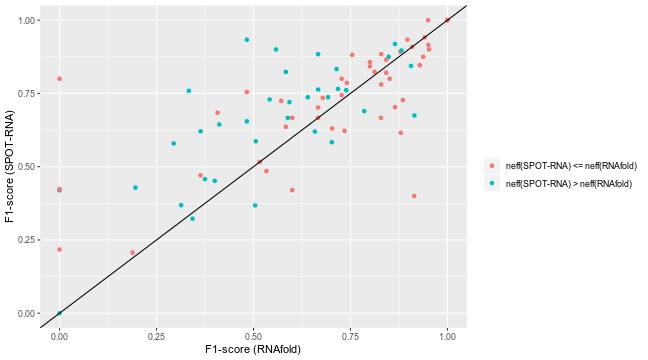 1.00
0.75
0.50
0.25
0.00
F1-score (SPOT-RNA)
0.00 0.25 0.50 0.75 1.00
F1-score (RNAfold)
neff(SPOT-RNA) <= neff(RNAfold)
neff(SPOT-RNA) > neff(RNAfold)